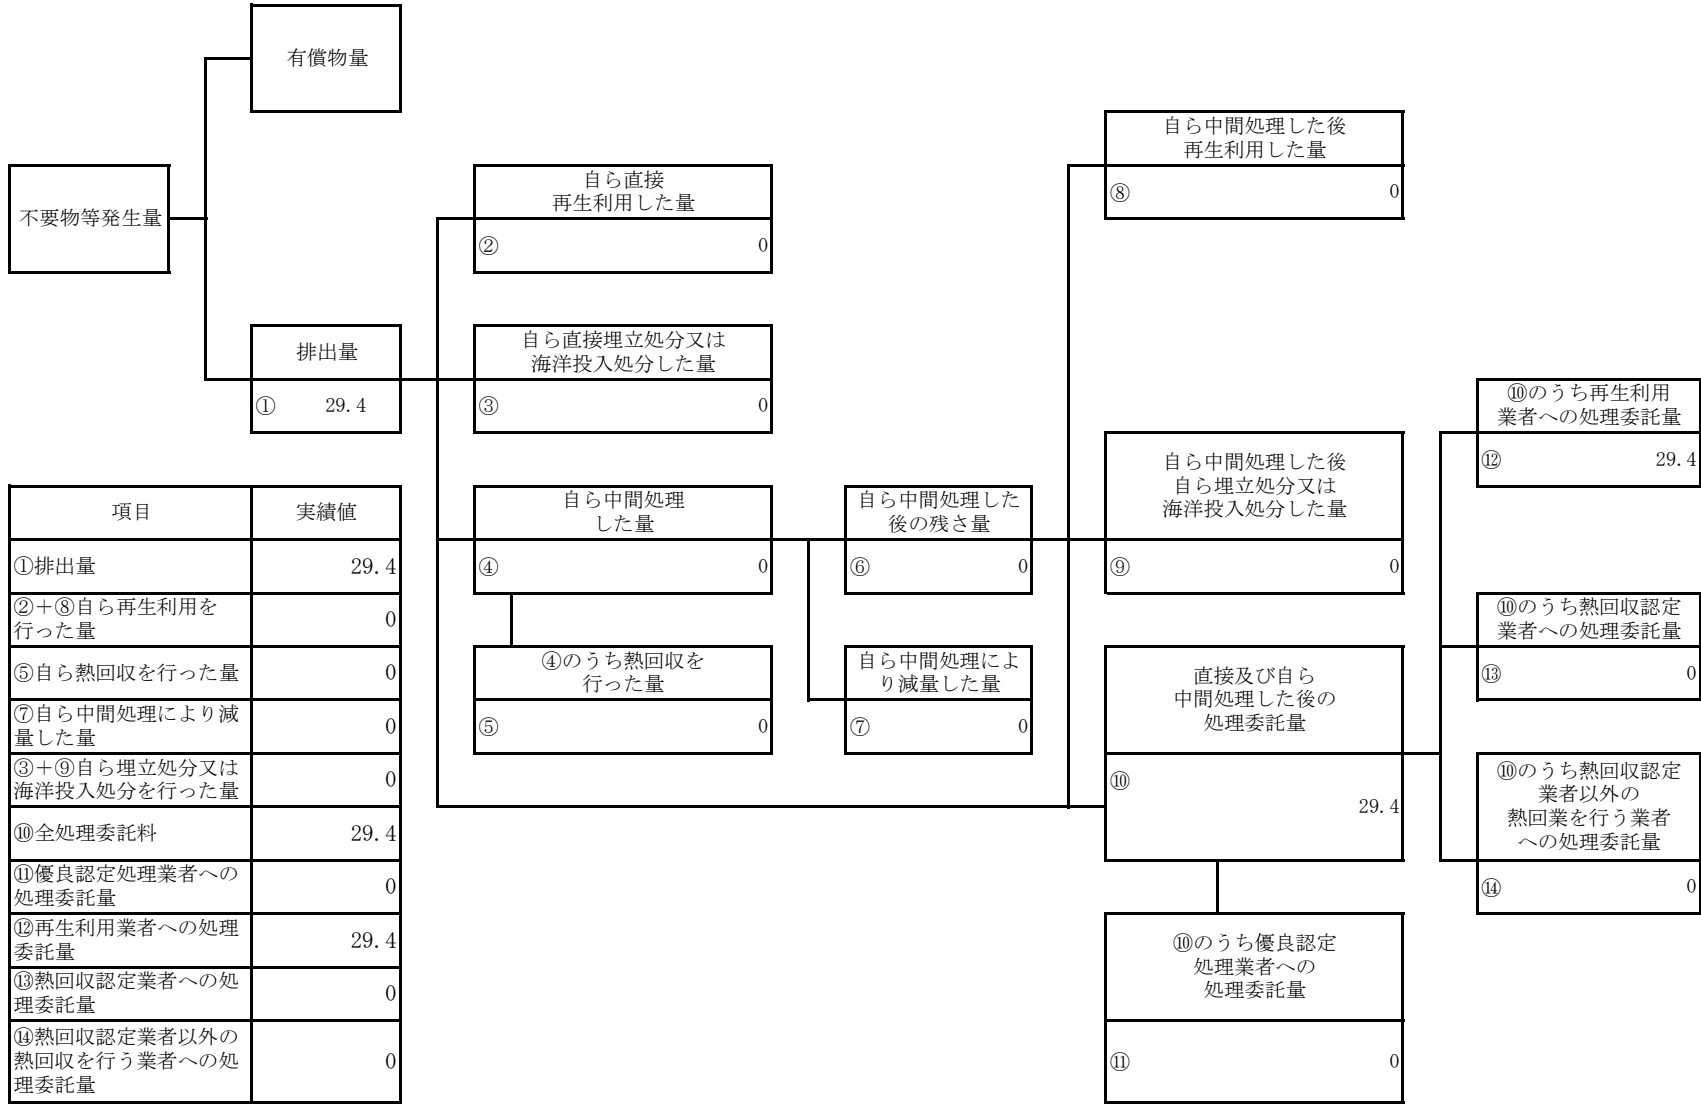 有償物量
不要物等発生量
排出量
① 29.4
自ら直接
再生利用した量
② 0
自ら直接埋立処分又は
海洋投入処分した量
③ 0
自ら中間処理
した量
④ 0
④のうち熱回収を
行った量
⑤ 0
自ら中間処理した
後の残さ量
⑥ 0
自ら中間処理によ
り減量した量
⑦ 0
自ら中間処理した後
再生利用した量
⑧ 0
自ら中間処理した後
自ら埋立処分又は
海洋投入処分した量
⑨ 0
直接及び自ら
中間処理した後の
処理委託量
⑩
29.4
⑩のうち優良認定
処理業者への
処理委託量
⑪ 0
⑩のうち再生利用
業者への処理委託量
⑫ 29.4
⑩のうち熱回収認定
業者への処理委託量
⑬ 0
⑩のうち熱回収認定
業者以外の
熱回業を行う業者
への処理委託量
⑭ 0
項目 実績値
①排出量 29.4
②+⑧自ら再生利用を
行った量 0
⑤自ら熱回収を行った量 0
⑦自ら中間処理により減
量した量 0
③+⑨自ら埋立処分又は
海洋投入処分を行った量 0
⑩全処理委託料 29.4
⑪優良認定処理業者への
処理委託量 0
⑫再生利用業者への処理
委託量 29.4
⑬熱回収認定業者への処
理委託量 0
⑭熱回収認定業者以外の
熱回収を行う業者への処
理委託量 0